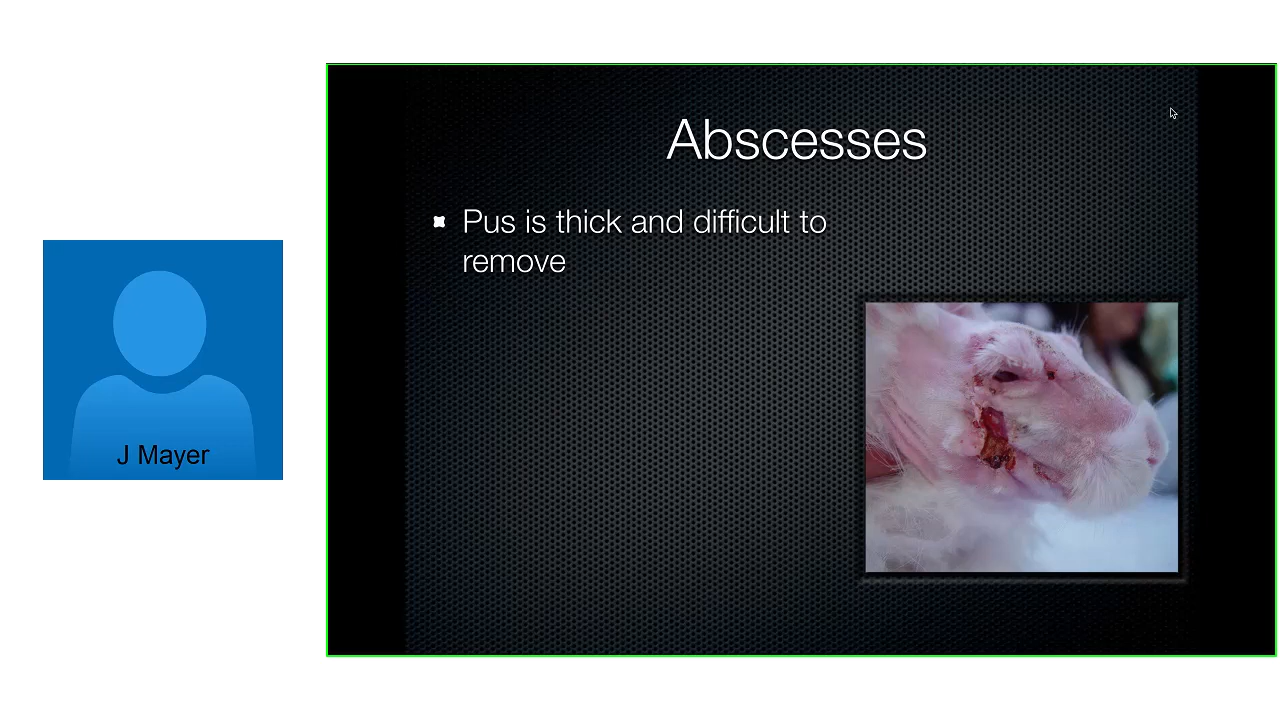 Abscesses
Pus is thick and difficult to
remove
J Mayer